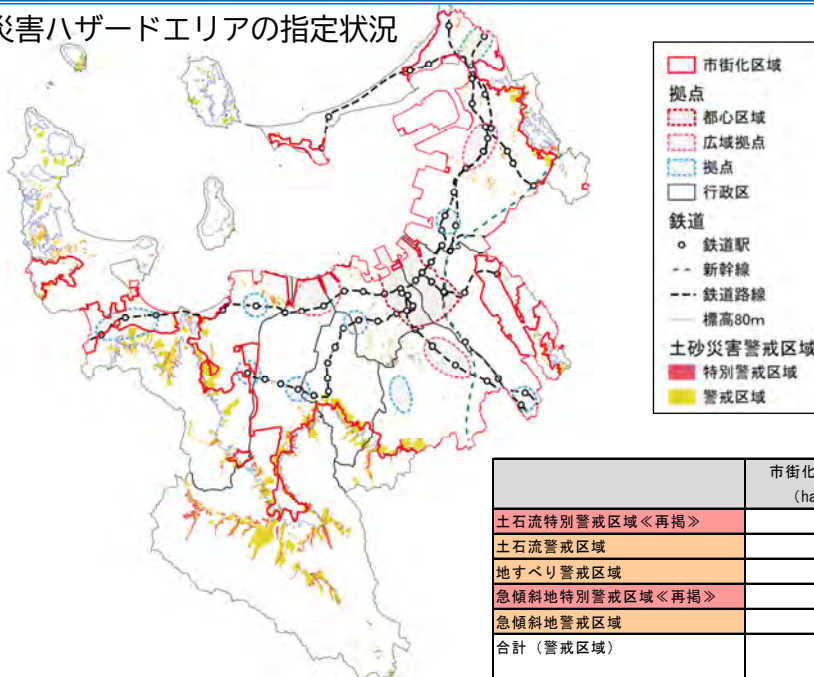 災害ハザードエリアの指定状況
市街化区域
拠点
都心区域
広域拠点
拠点
行政区
鉄道
鉄道駅
新幹線
鉄道路線
標高80m
土砂災害警戒区域
特別警戒区域
警戒区域
市街化
(ha
土石流特別警戒区域≪再掲≫
土石流警戒区域
地すべり警戒区域
急傾斜地特別警戒区域≪再掲≫
急傾斜地警戒区域
合計（警戒区域）